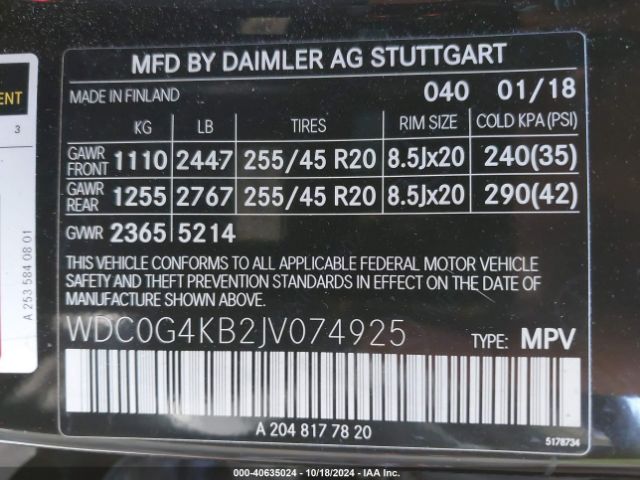 MFD BY DAIMLER AG STUTTGART
MADE IN FINLAND 040 01/18
KG LB TIRES RIM SIZE COLD KPA (PSI)
GAWR FRONT 1110 2447 255/45 R20 8.5Jx20 240(35)
GAWR REAR 1255 2767 255/45 R20 8.5Jx20 290(42)
GVWR 2365 5214
THIS VEHICLE CONFORMS TO ALL APPLICABLE FEDERAL MOTOR VEHICLE
SAFETY AND THEFT PREVENTION STANDARDS IN EFFECT ON THE DATE
OF MANUFACTURE SHOWN ABOVE.
WDC0G4KB2JV074925 TYPE: MPV
A 204 817 78 20
5178734
ENT
3
A 253 584 08 01
000-40635024 | 10/18/2024 | IAA Inc.